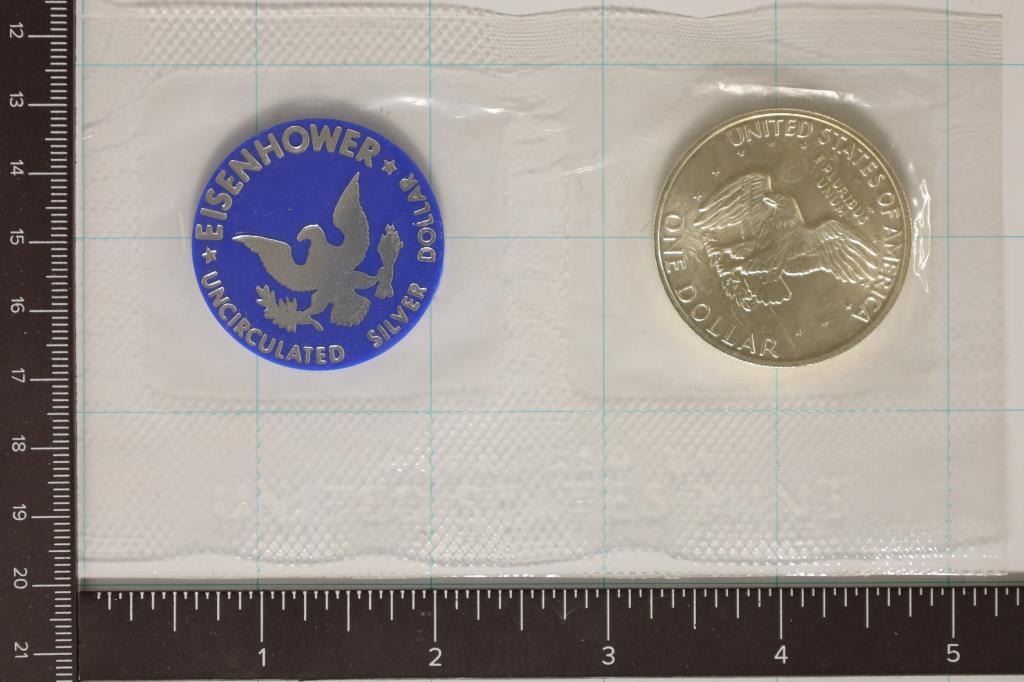 ★ EISENHOWER ★
UNCIRCULATED SILVER DOLLAR
UNITED STATES OF AMERICA
E PLURIBUS
UNUM
ONE DOLLAR
12
13
14
15
16
17
18
19
20
21
1 2 3 4 5